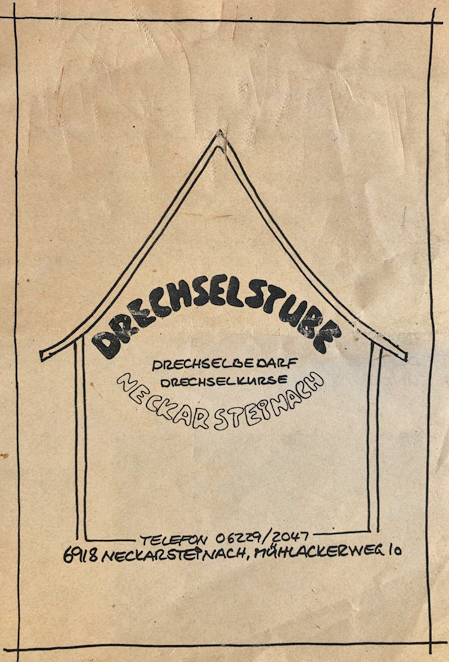 DRECHSELSTUBE
DRECHSELBEDARF
DRECHSELKURSE
NECKARSTEINACH
TELEFON 06229/2047
6918 NECKARSTEINACH, MÜHLACKERWEG 10